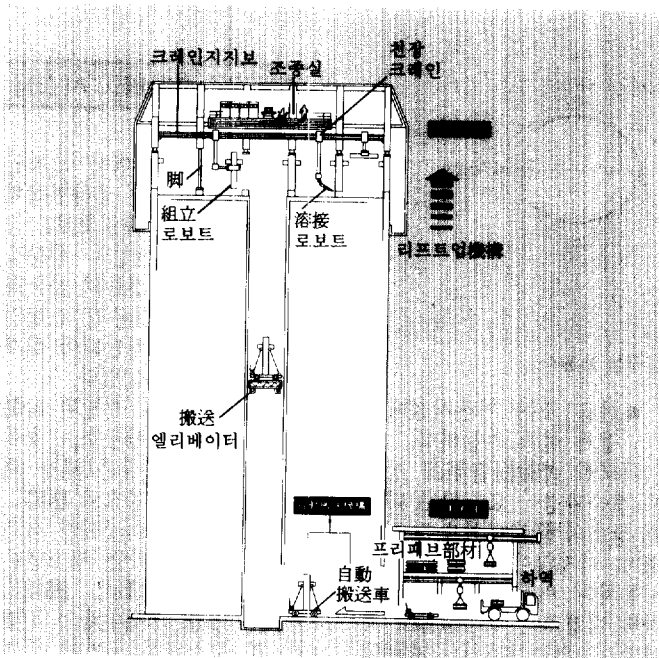 크레인지지보
조종실
천장
크레인
脚
組立
로보트
溶接
로보트
리프트업機構
搬送
엘리베이터
프리패브部材
自動
搬送車
하역